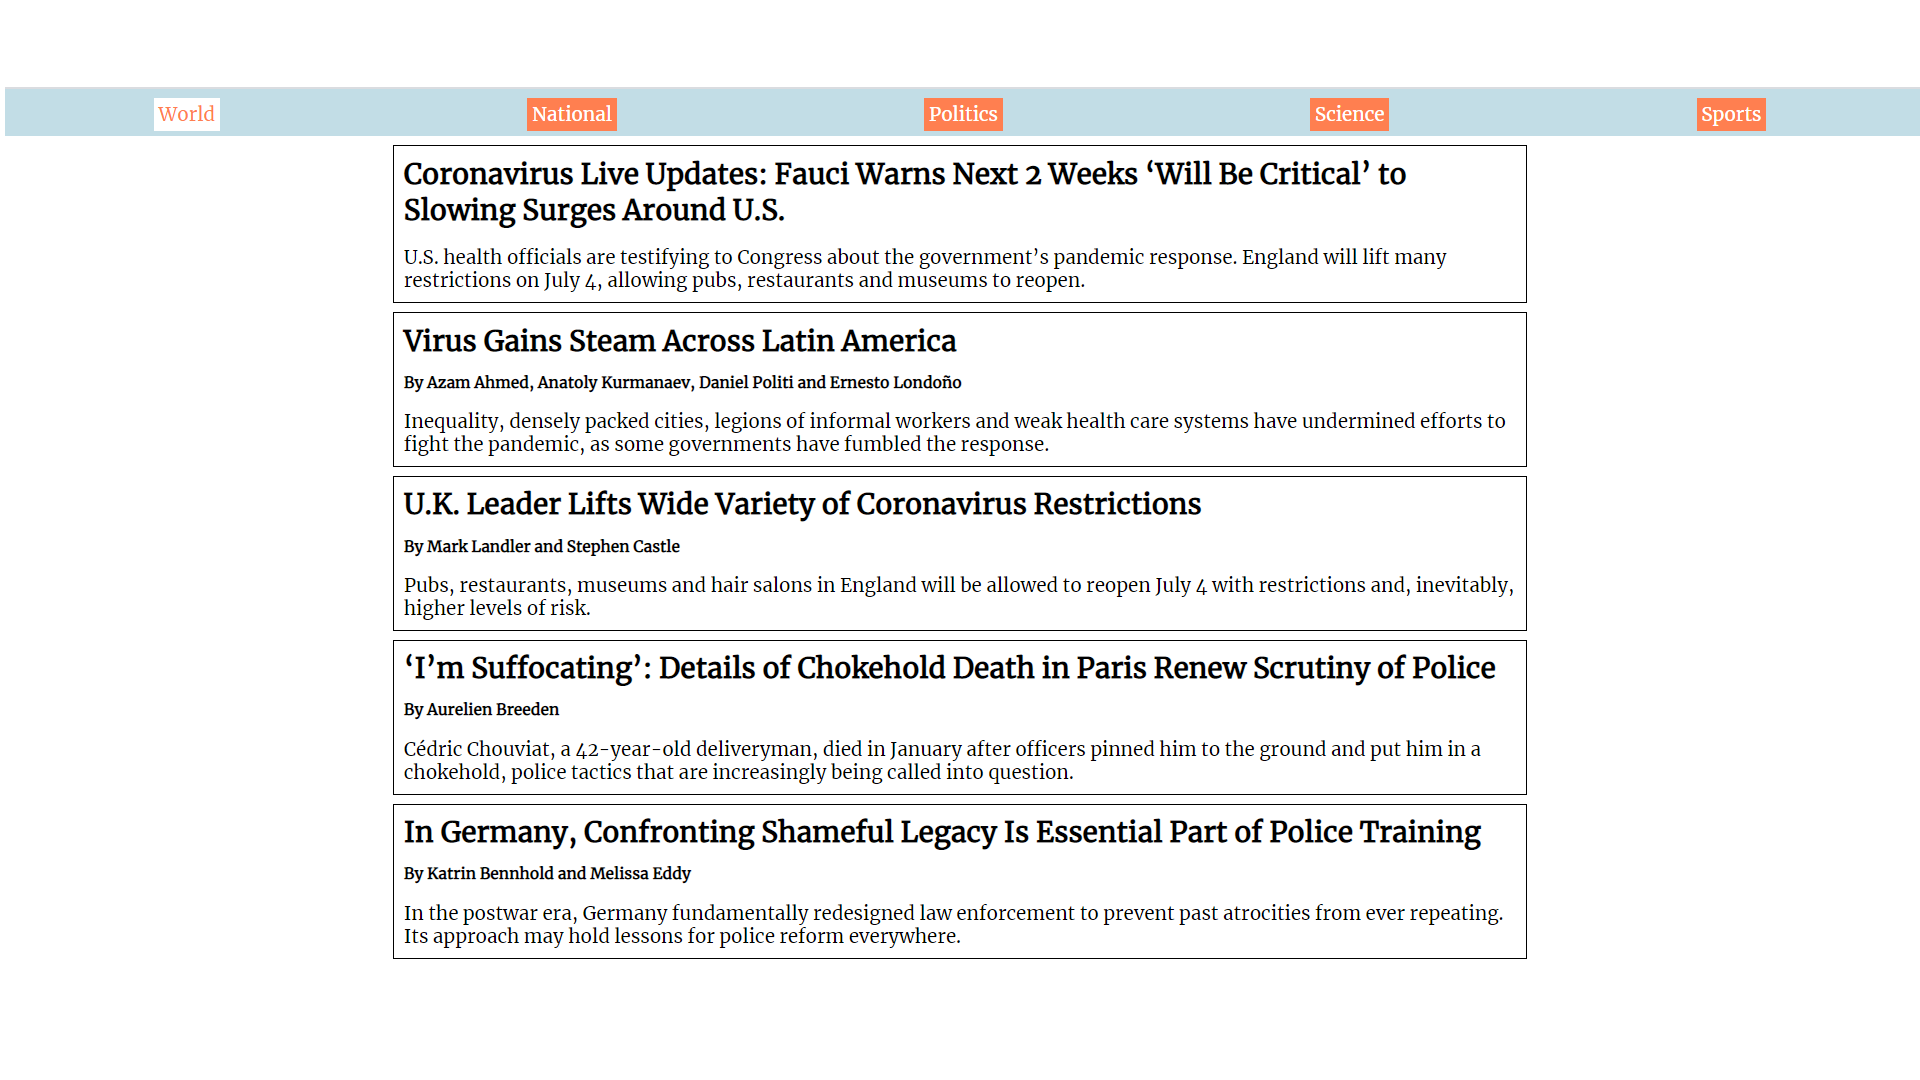 World National Politics Science Sports
Coronavirus Live Updates: Fauci Warns Next 2 Weeks ‘Will Be Critical’ to
Slowing Surges Around U.S.
U.S. health officials are testifying to Congress about the government’s pandemic response. England will lift many
restrictions on July 4, allowing pubs, restaurants and museums to reopen.
Virus Gains Steam Across Latin America
By Azam Ahmed, Anatoly Kurmanaev, Daniel Politi and Ernesto Londoño
Inequality, densely packed cities, legions of informal workers and weak health care systems have undermined efforts to
fight the pandemic, as some governments have fumbled the response.
U.K. Leader Lifts Wide Variety of Coronavirus Restrictions
By Mark Landler and Stephen Castle
Pubs, restaurants, museums and hair salons in England will be allowed to reopen July 4 with restrictions and, inevitably,
higher levels of risk.
‘I’m Suffocating’: Details of Chokehold Death in Paris Renew Scrutiny of Police
By Aurelien Breeden
Cédric Chouviat, a 42-year-old deliveryman, died in January after officers pinned him to the ground and put him in a
chokehold, police tactics that are increasingly being called into question.
In Germany, Confronting Shameful Legacy Is Essential Part of Police Training
By Katrin Bennhold and Melissa Eddy
In the postwar era, Germany fundamentally redesigned law enforcement to prevent past atrocities from ever repeating.
Its approach may hold lessons for police reform everywhere.